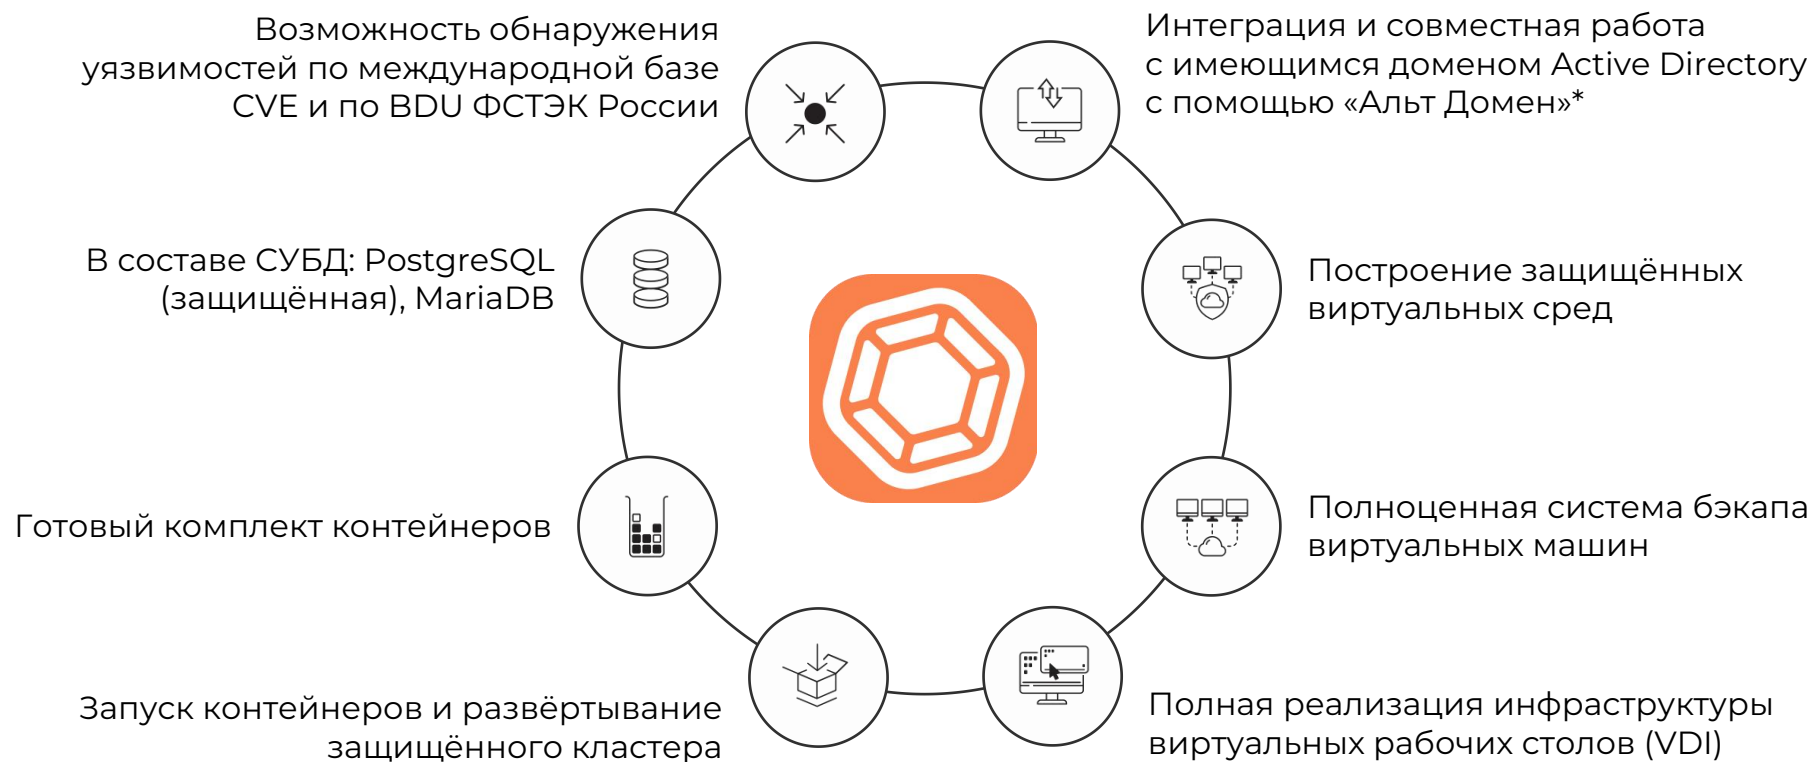 Возможность обнаружения
уязвимостей по международной базе
CVE и по BDU ФСТЭК России
Интеграция и совместная работа
с имеющимся доменом Active Directory
с помощью «Альт Домен»*
В составе СУБД: PostgreSQL
(защищённая), MariaDB
Построение защищённых
виртуальных сред
Готовый комплект контейнеров
Полноценная система бэкапа
виртуальных машин
Запуск контейнеров и развёртывание
защищённого кластера
Полная реализация инфраструктуры
виртуальных рабочих столов (VDI)